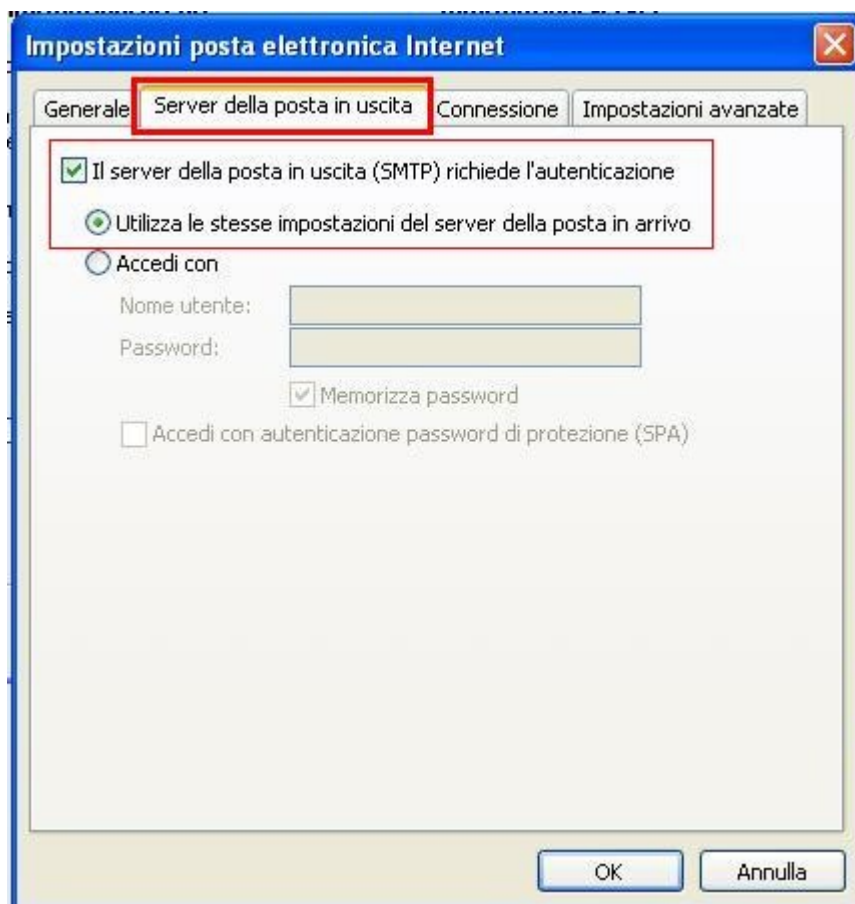 Impostazioni posta elettronica Internet
Generale Server della posta in uscita Connessione Impostazioni avanzate
Il server della posta in uscita (SMTP) richiede l'autenticazione
Utilizza le stesse impostazioni del server della posta in arrivo
Accedi con
Nome utente:
Password:
Memorizza password
Accedi con autenticazione password di protezione (SPA)
OK Annulla